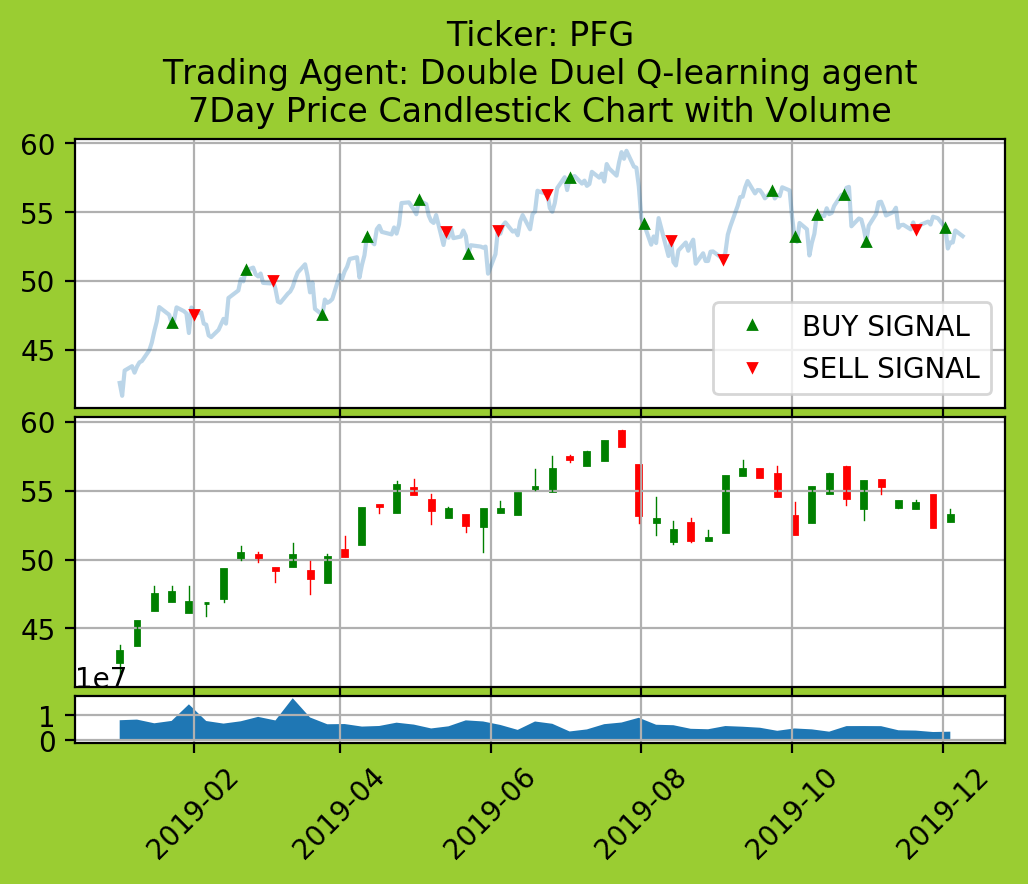 Ticker: PFG
Trading Agent: Double Duel Q-learning agent
7Day Price Candlestick Chart with Volume
60
55
50
45
BUY SIGNAL
SELL SIGNAL
60
55
50
45
1e7
1
0
2019-02
2019-04
2019-06
2019-08
2019-10
2019-12